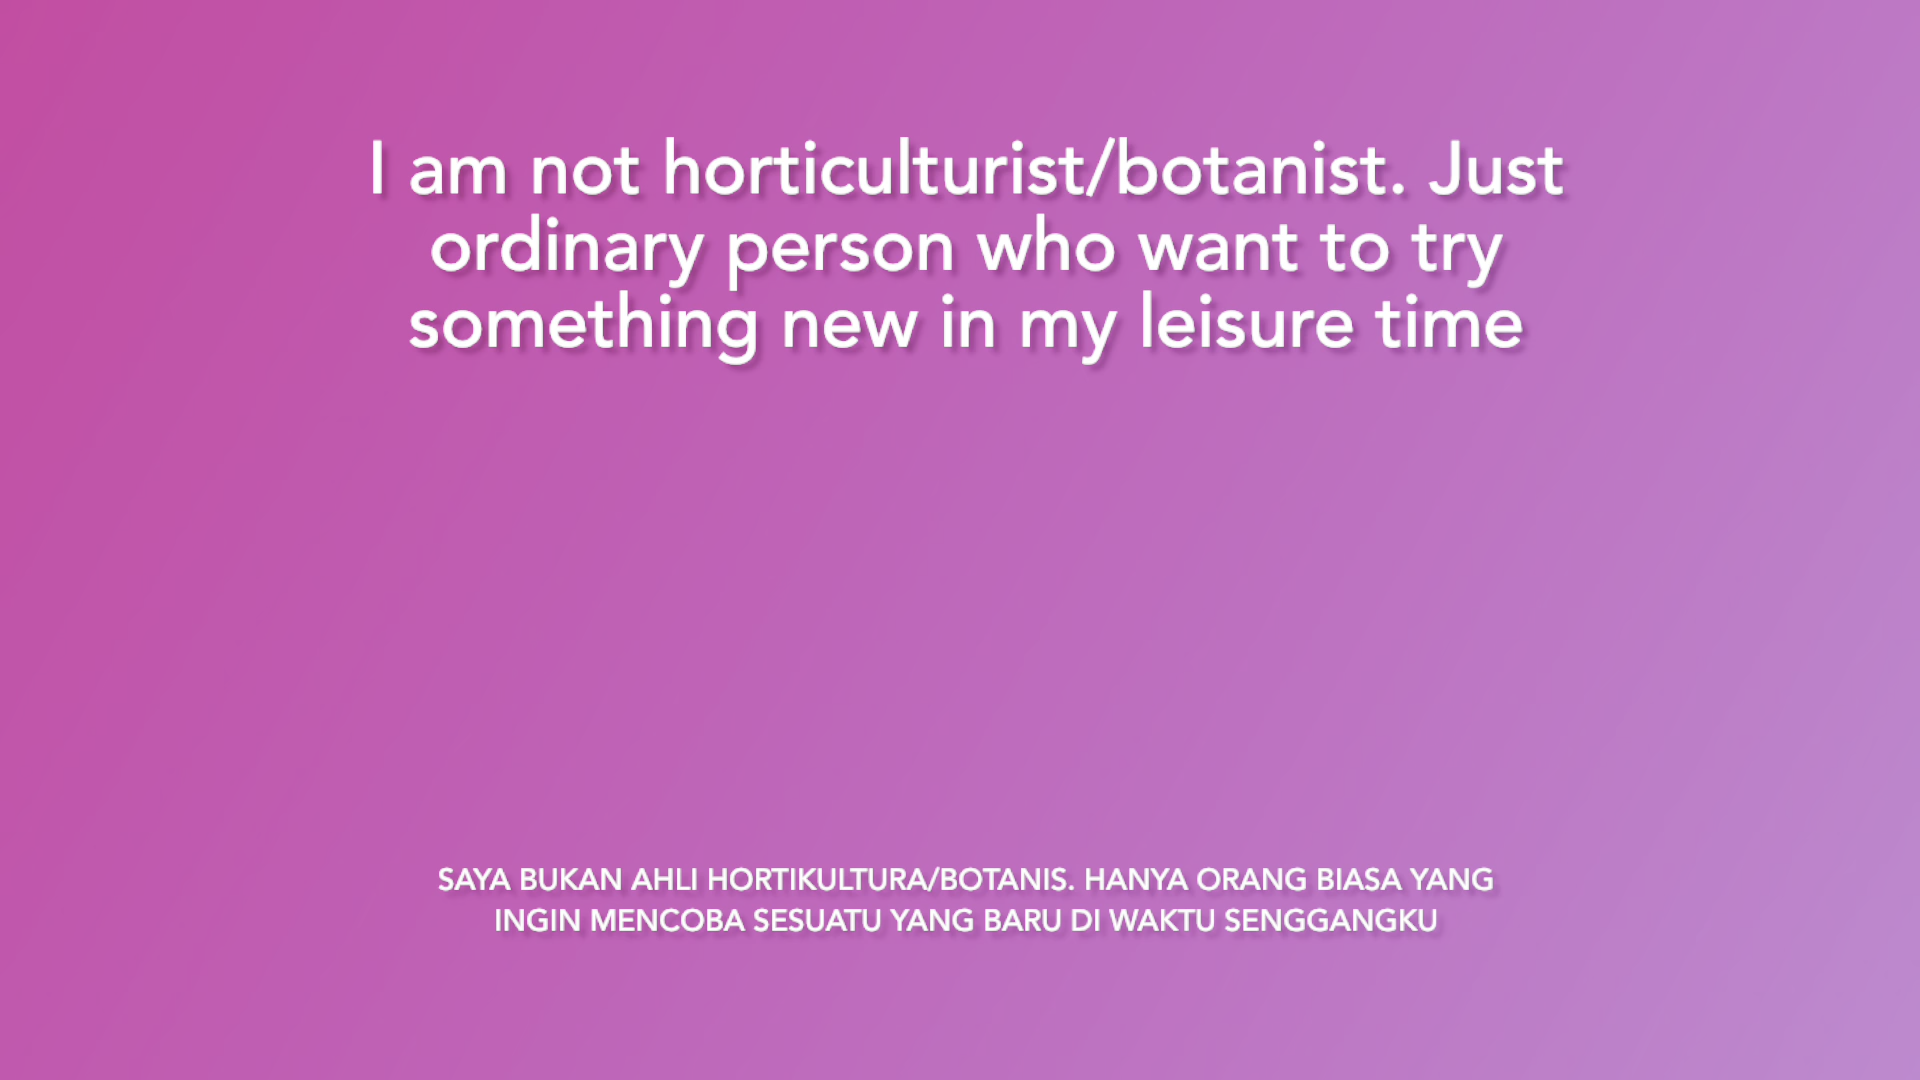 I am not horticulturist/botanist. Just
ordinary person who want to try
something new in my leisure time
SAYA BUKAN AHLI HORTIKULTURA/BOTANIS. HANYA ORANG BIASA YANG
INGIN MENCOBA SESUATU YANG BARU DI WAKTU SENGGANGKU